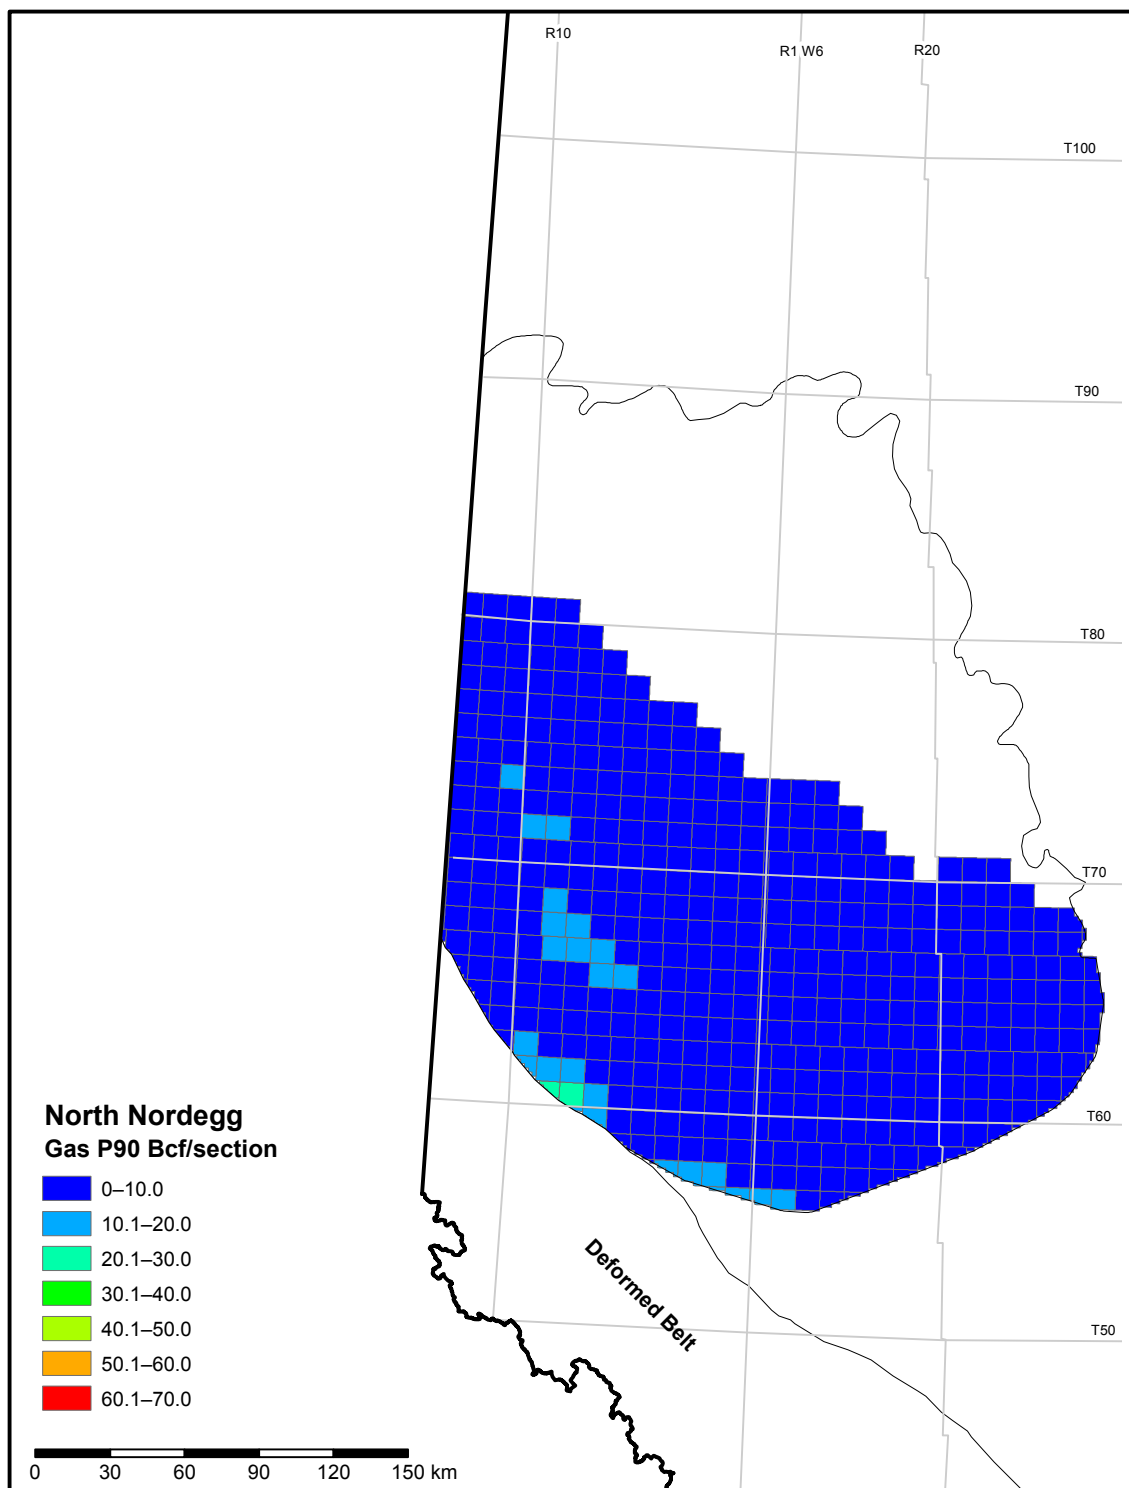 R10
R1 W6
R20
T100
T90
T80
T70
T60
T50
Deformed Belt
North Nordegg
Gas P90 Bcf/section
0–10.0
10.1–20.0
20.1–30.0
30.1–40.0
40.1–50.0
50.1–60.0
60.1–70.0
0 30 60 90 120 150 km